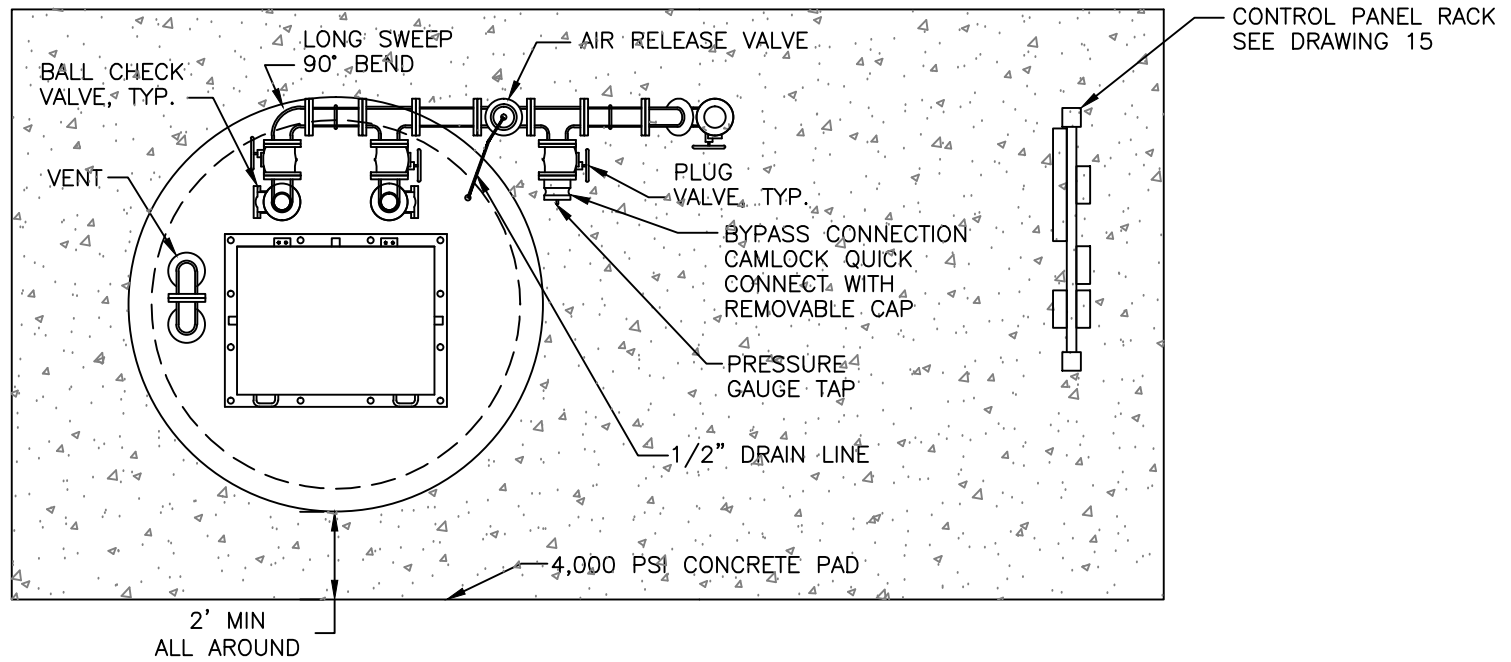 CONTROL PANEL RACK
SEE DRAWING 15
LONG SWEEP
90° BEND
AIR RELEASE VALVE
BALL CHECK
VALVE, TYP.
VENT
PLUG
VALVE, TYP.
BYPASS CONNECTION
CAMLOCK QUICK
CONNECT WITH
REMOVABLE CAP
PRESSURE
GAUGE TAP
1/2" DRAIN LINE
4,000 PSI CONCRETE PAD
2' MIN
ALL AROUND